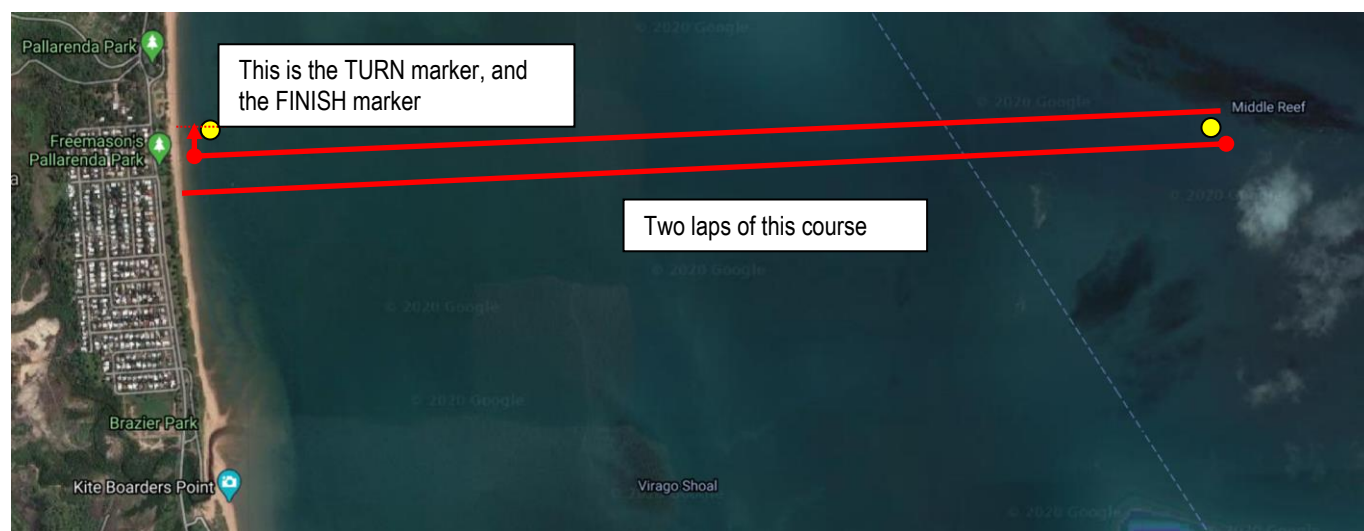 © 2020 Google
Pallarenda Park
This is the TURN marker, and
the FINISH marker
© 2020 Google
Middle Reef
Freemason's
Pallarenda Park
a
© 2020 Google
Two laps of this course
© 2020 Google
© 2020 Google
© 2020 Google
Brazier Park
Kite Boarders Point
Virago Shoal
© 2020 Google